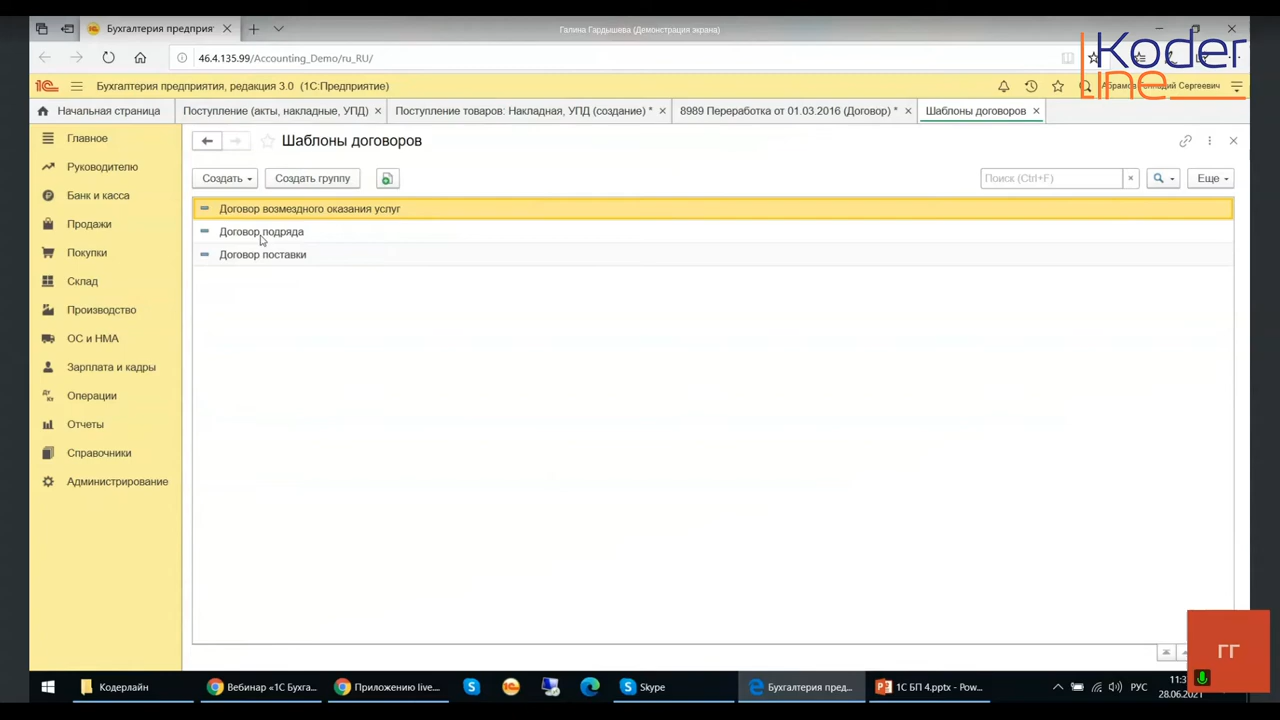 Бухгалтерия предприят
Галина Гардышева (Демонстрация экрана)
46.4.135.99/Accounting_Demo/ru_RU/
Koder
Line
1С Бухгалтерия предприятия, редакция 3.0 (1С:Предприятие)
Начальная страница
Поступление (акты, накладные, УПД)
Поступление товаров: Накладная, УПД (создание) *
8989 Переработка от 01.03.2016 (Договор) *
Шаблоны договоров
Главное
Руководителю
Банк и касса
Продажи
Покупки
Склад
Производство
ОС и НМА
Зарплата и кадры
Операции
Отчеты
Справочники
Администрирование
Шаблоны договоров
Создать
Создать группу
Поиск (Ctrl+F)
Еще
Договор возмездного оказания услуг
Договор подряда
Договор поставки
ГГ
Кодерлайн
Вебинар «1С Бухга...
Приложению live...
Skype
Бухгалтерия пред...
1С БП 4.pptx - Pow...
РУС
11:3
28.06.2021